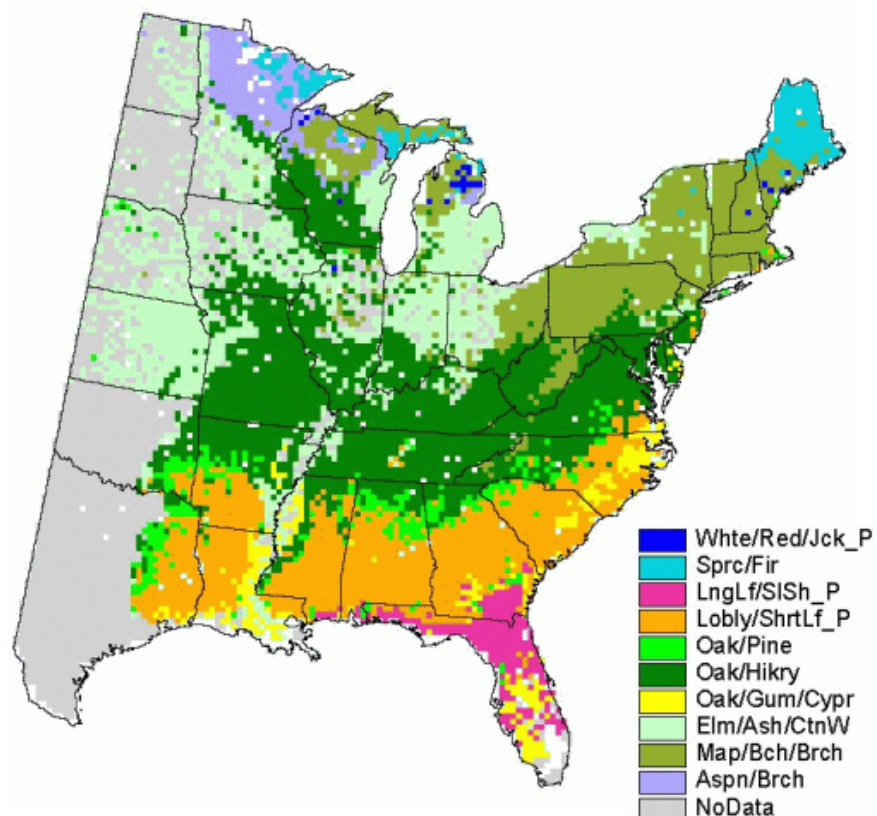 Whte/Red/Jck_P
Sprc/Fir
LngLf/SlSh_P
Lobly/ShrtLf_P
Oak/Pine
Oak/Hikry
Oak/Gum/Cypr
Elm/Ash/CtnW
Map/Bch/Brch
Aspn/Brch
NoData